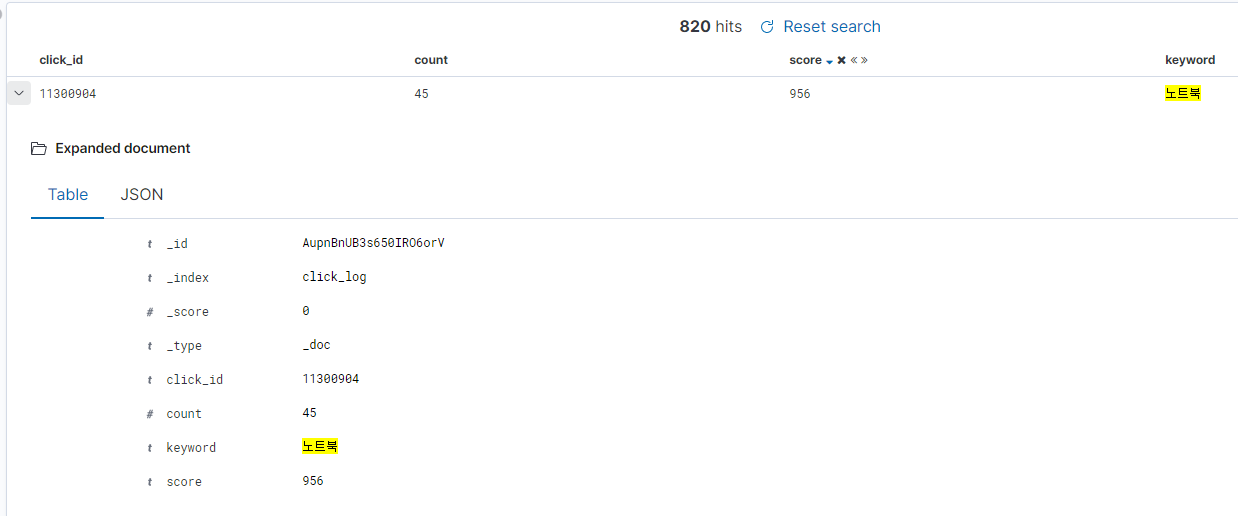 820 hits Reset search
click_id count score keyword
11300904 45 956 노트북
Expanded document
Table JSON
t _id AupnBnUB3s650IRO6orV
t _index click_log
# _score 0
t _type _doc
t click_id 11300904
# count 45
t keyword 노트북
t score 956